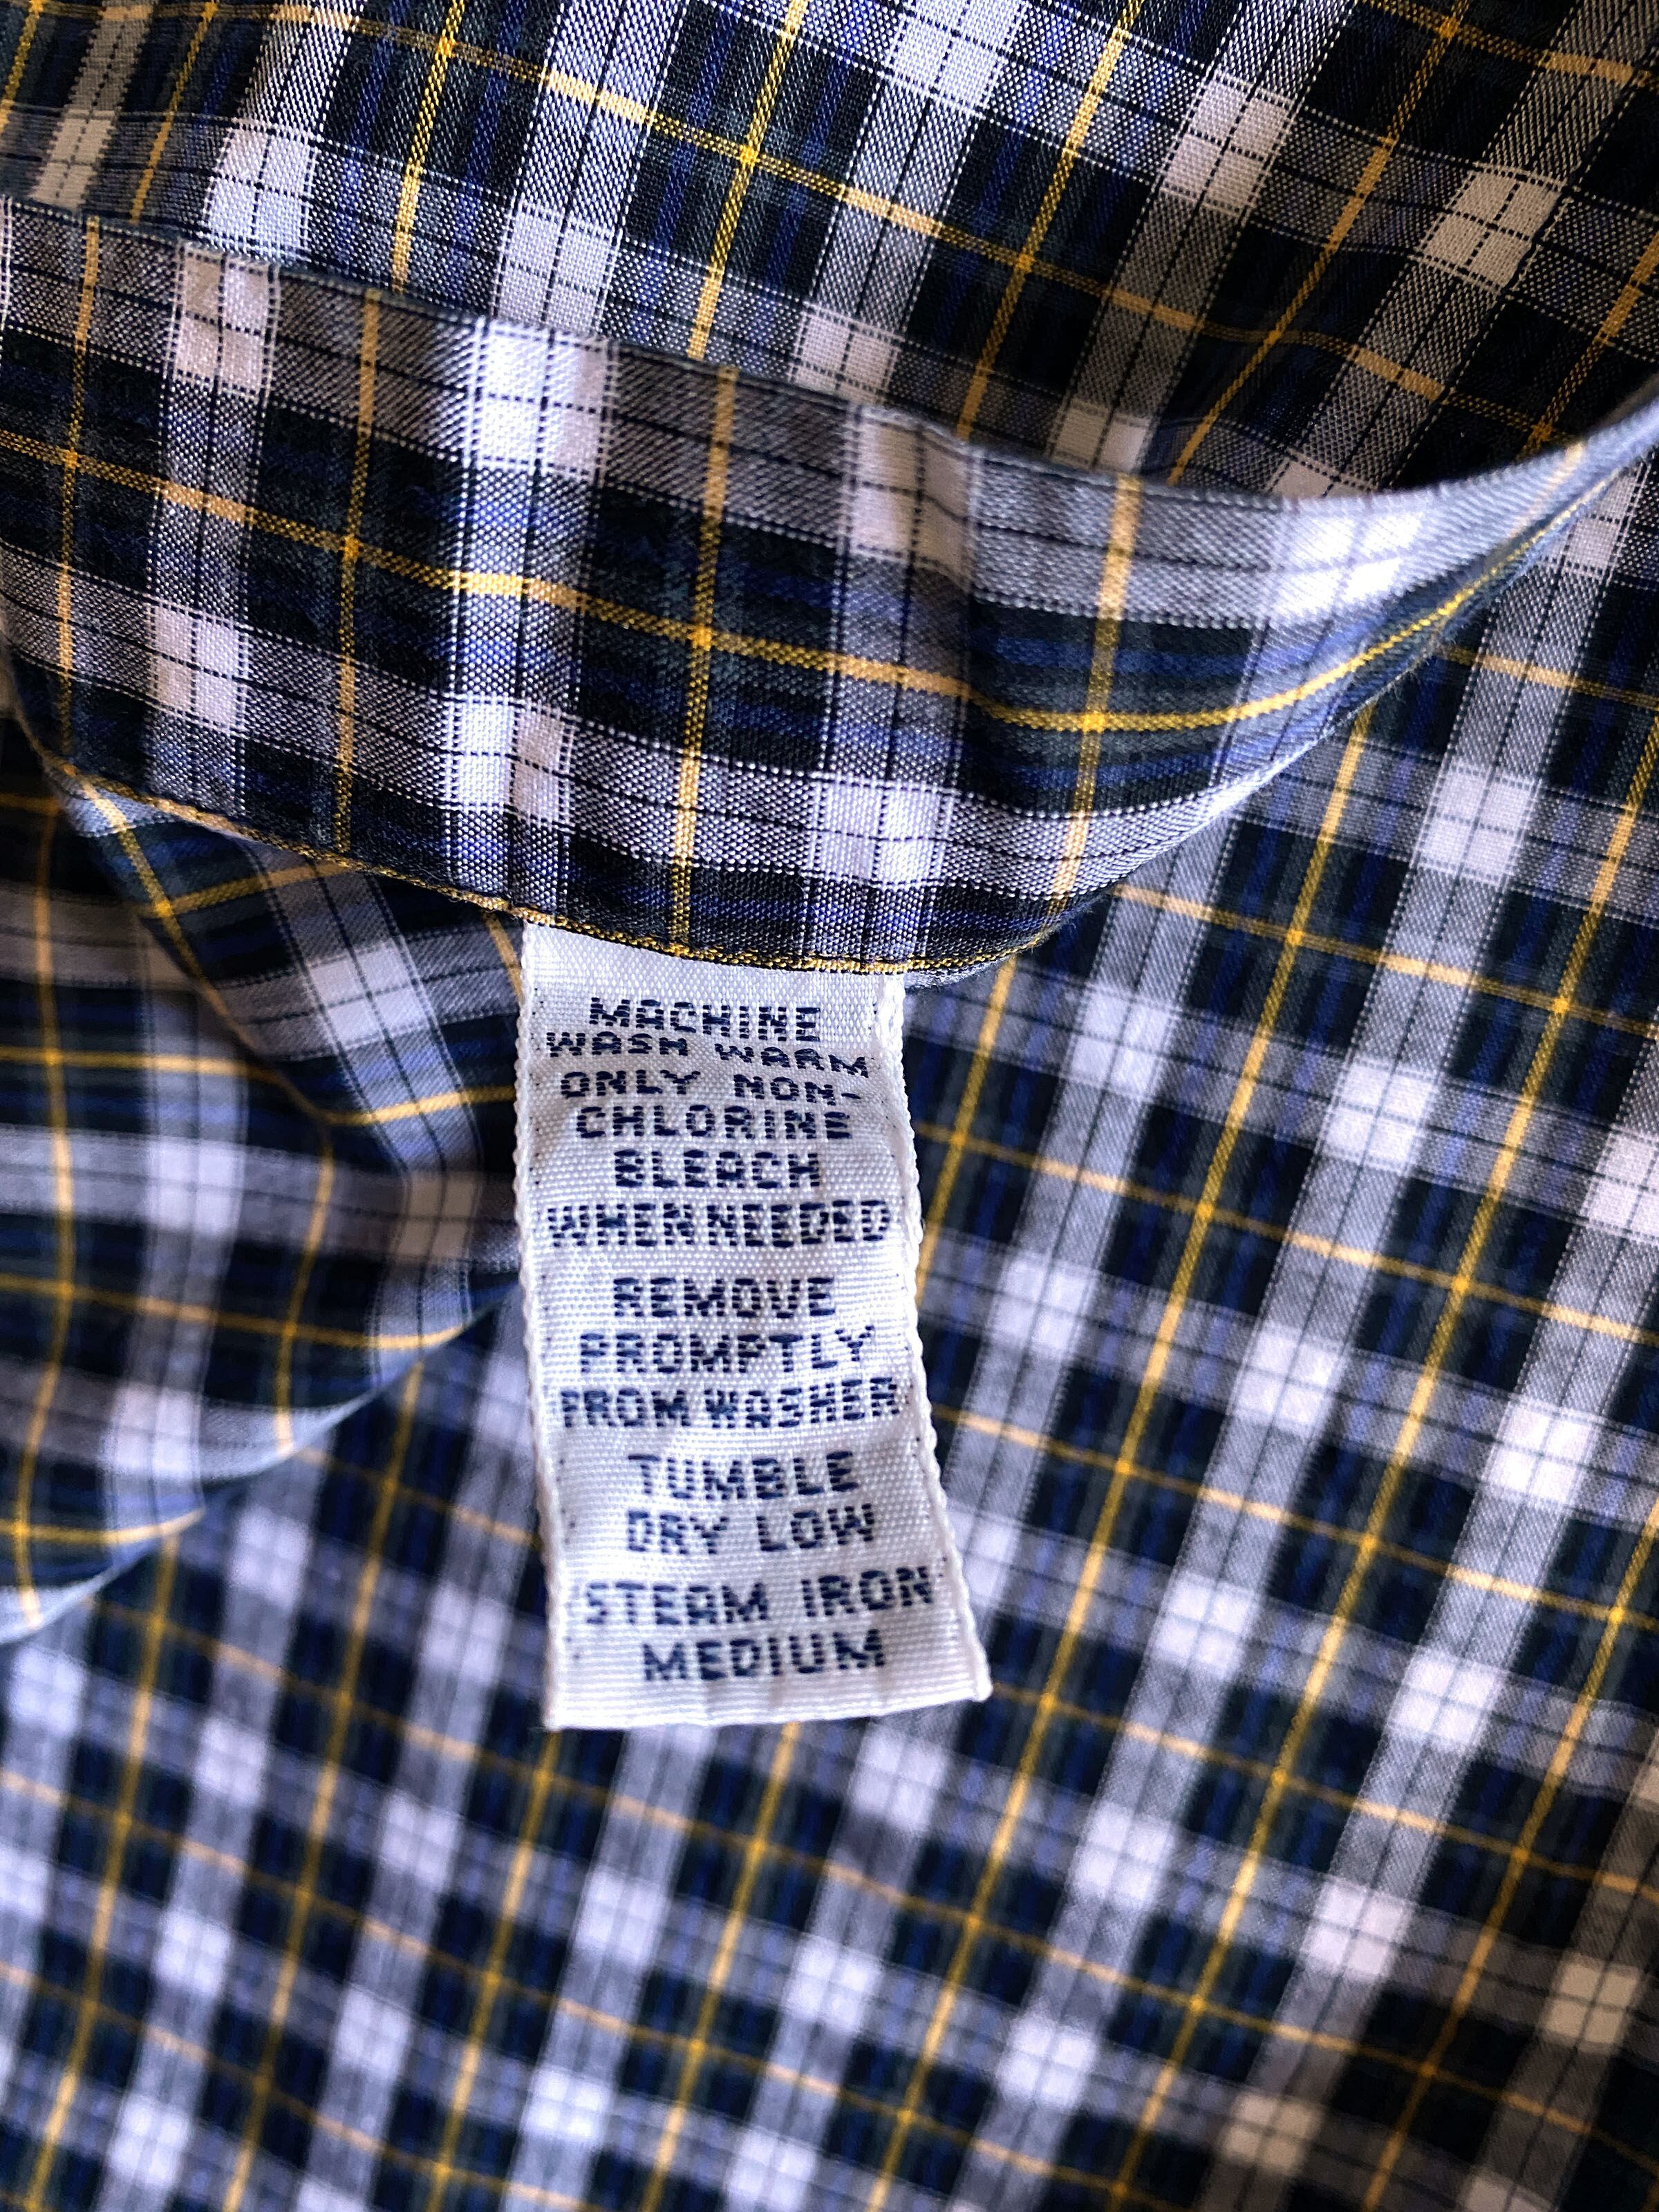 MACHINE
WASH WARM
ONLY NON-
CHLORINE
BLEACH
WHEN NEEDED
REMOVE
PROMPTLY
FROM WASHER
TUMBLE
DRY LOW
STEAM IRON
MEDIUM